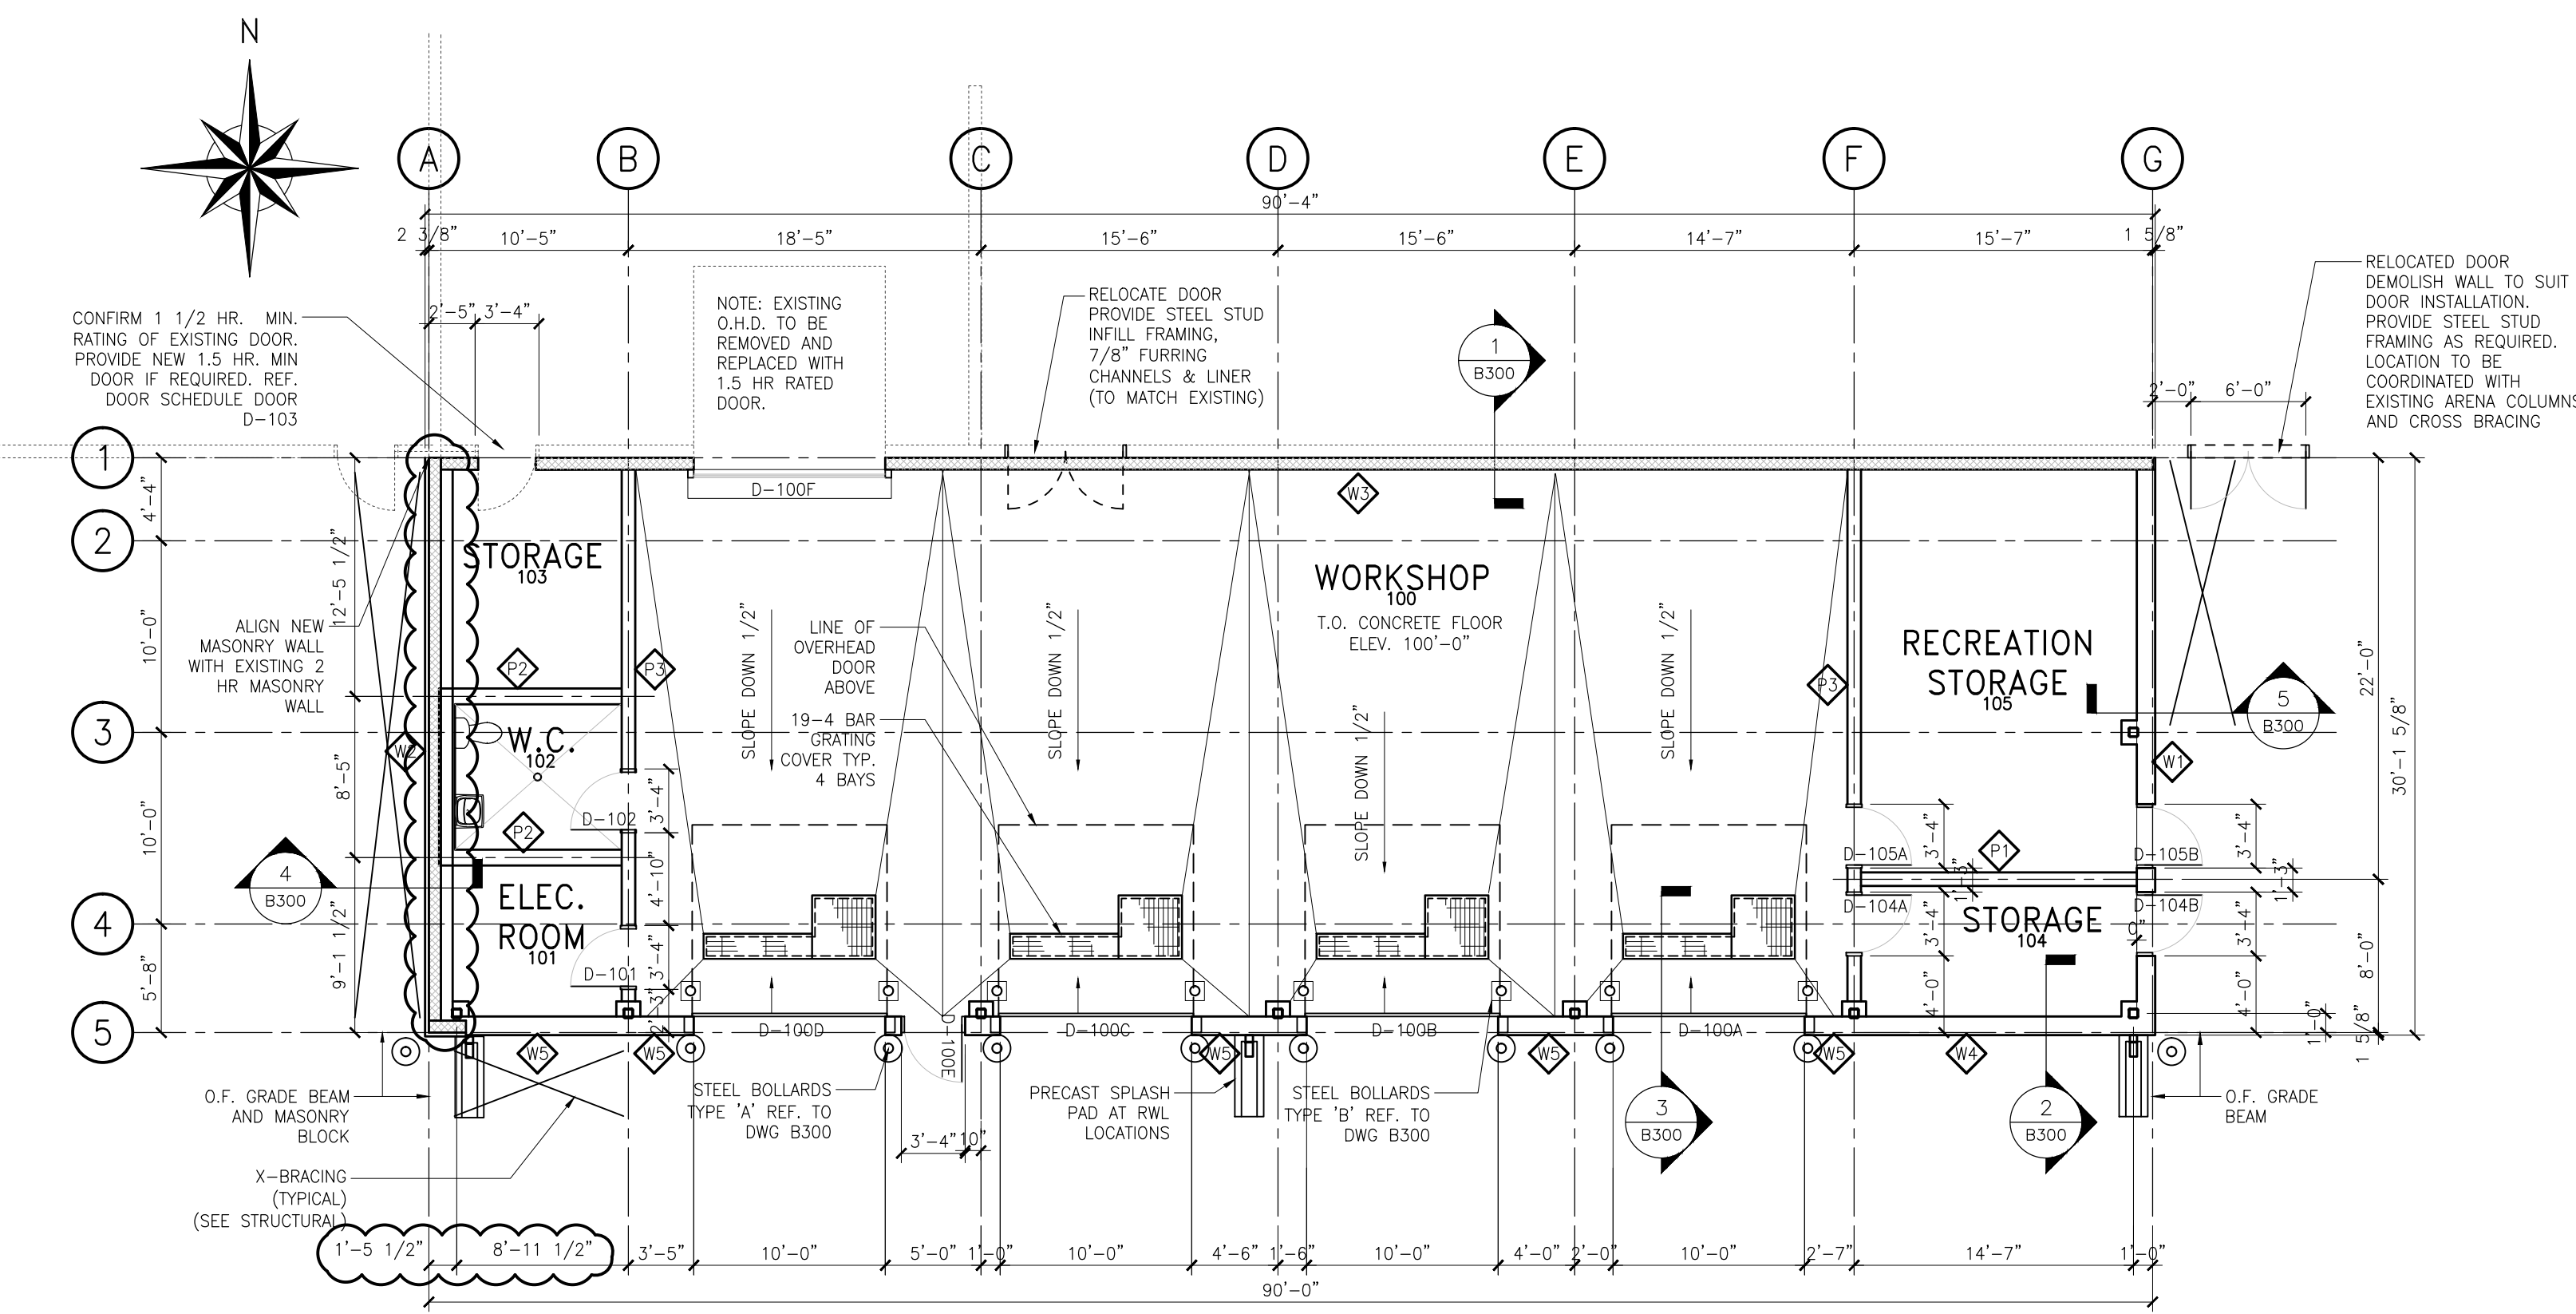 N
A
B
C
D
E
F
G
90'-4"
2 3/8"
10'-5"
18'-5"
15'-6"
15'-6"
14'-7"
15'-7"
1 5/8"
CONFIRM 1 1/2 HR. MIN.
RATING OF EXISTING DOOR.
PROVIDE NEW 1.5 HR. MIN
DOOR IF REQUIRED. REF.
DOOR SCHEDULE DOOR
D-103
2'-5"
3'-4"
NOTE: EXISTING
O.H.D. TO BE
REMOVED AND
REPLACED WITH
1.5 HR RATED
DOOR.
RELOCATE DOOR
PROVIDE STEEL STUD
INFILL FRAMING,
7/8" FURRING
CHANNELS & LINER
(TO MATCH EXISTING)
1
B300
RELOCATED DOOR
DEMOLISH WALL TO SUIT
DOOR INSTALLATION.
PROVIDE STEEL STUD
FRAMING AS REQUIRED.
LOCATION TO BE
COORDINATED WITH
EXISTING ARENA COLUMNS
AND CROSS BRACING
2'-0"
6'-0"
1
2
3
4
5
4'-4"
10'-0"
10'-0"
5'-8"
12'-5 1/2"
8'-5"
9'-1 1/2"
D-100F
W3
STORAGE
103
WORKSHOP
100
T.O. CONCRETE FLOOR
ELEV. 100'-0"
ALIGN NEW
MASONRY WALL
WITH EXISTING 2
HR MASONRY
WALL
P2
P3
SLOPE DOWN 1/2"
LINE OF
OVERHEAD
DOOR
ABOVE
SLOPE DOWN 1/2"
SLOPE DOWN 1/2"
SLOPE DOWN 1/2"
P3
RECREATION
STORAGE
105
5
B300
22'-0"
30'-1 5/8"
19-4 BAR
GRATING
COVER TYP.
4 BAYS
W2
W.C.
102
W1
P2
D-102
3'-4"
4'-10"
3'-4"
2'-3"
4
B300
ELEC.
ROOM
101
D-101
D-105A
3'-4"
P1
D-105B
3'-4"
1'-3"
1'-3"
D-104A
D-104B
3'-4"
3'-4"
STORAGE
104
0"
4'-0"
4'-0"
8'-0"
1'-0"
1 5/8"
D-100D
D-100E
D-100C
D-100B
D-100A
W5
W5
W5
W5
W5
W4
O.F. GRADE BEAM
AND MASONRY
BLOCK
STEEL BOLLARDS
TYPE 'A' REF. TO
DWG B300
PRECAST SPLASH
PAD AT RWL
LOCATIONS
STEEL BOLLARDS
TYPE 'B' REF. TO
DWG B300
3
B300
2
B300
O.F. GRADE
BEAM
3'-4"
10"
X-BRACING
(TYPICAL)
(SEE STRUCTURAL)
1'-5 1/2"
8'-11 1/2"
3'-5"
10'-0"
5'-0"
1'-0"
10'-0"
4'-6"
1'-6"
10'-0"
4'-0"
2'-0"
10'-0"
2'-7"
14'-7"
1'-0"
90'-0"